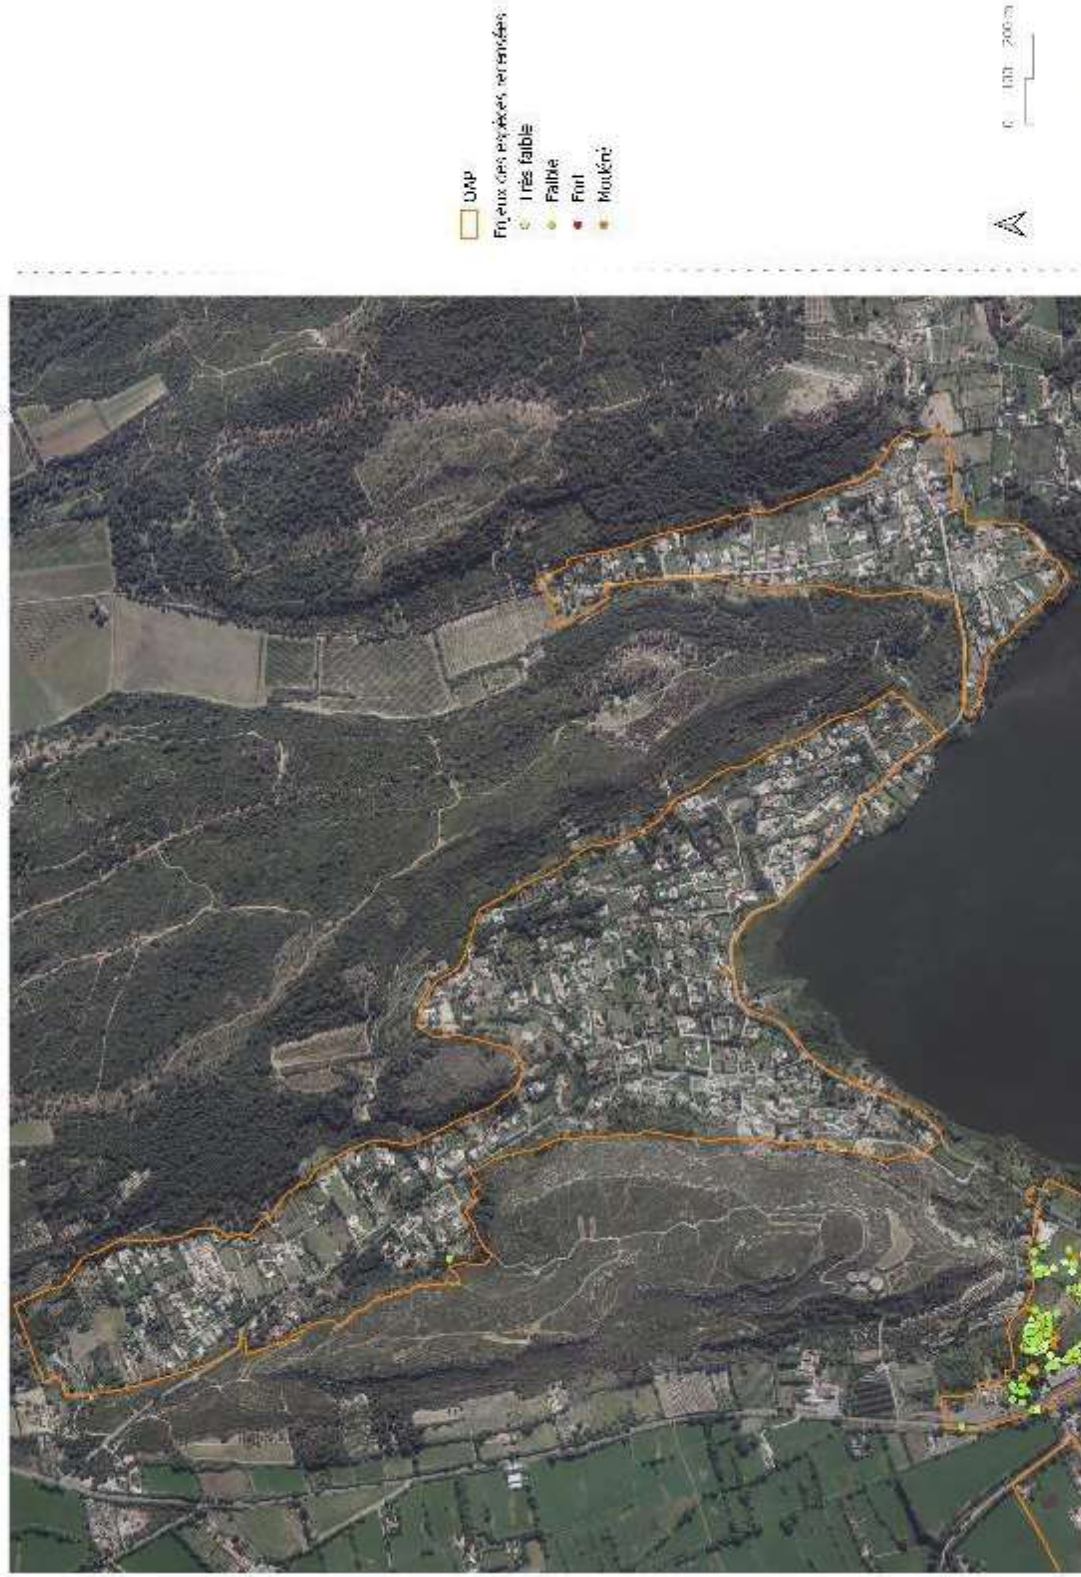 OAP
Enjeux des espèces recensées
Très faible
Faible
Fort
Modéré
0 100 200 m